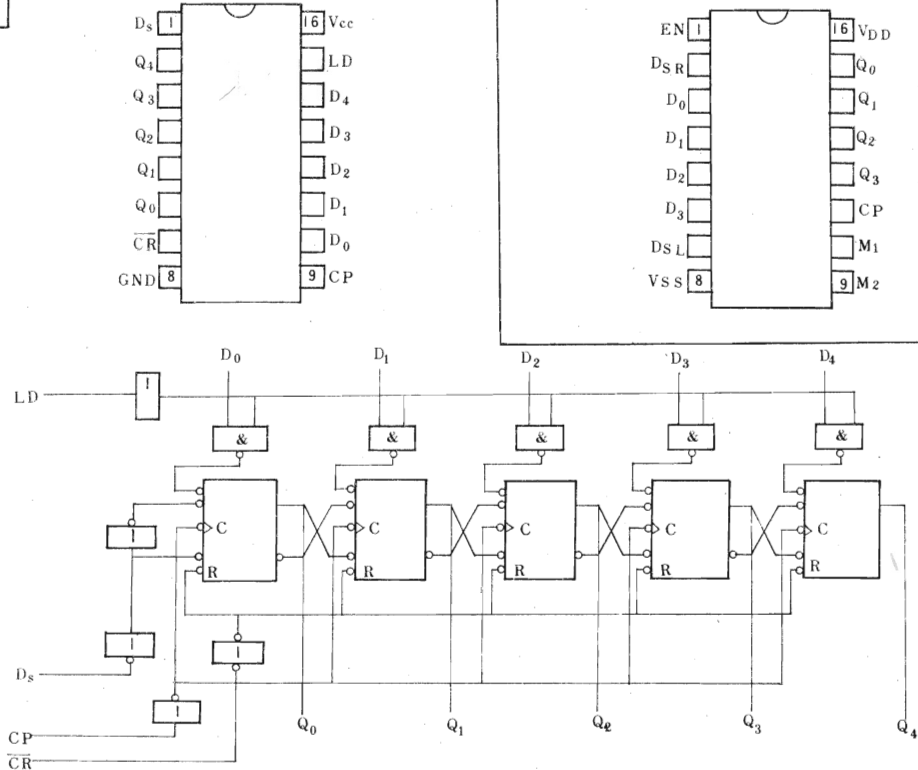 Ds 1 16 Vcc
Q4 LD
Q3 D4
Q2 D3
Q1 D2
Q0 D1
CR D0
GND 8 9 CP
EN 1 16 VDD
DSR Q0
D0 Q1
D1 Q2
D2 Q3
D3 CP
DSL M1
VSS 8 9 M2
D0 D1 D2 D3 D4
LD 1
& & & & &
1 C C C C C
R R R R R
1 1
Ds
1
Q0 Q1 Q2 Q3 Q4
CP
CR